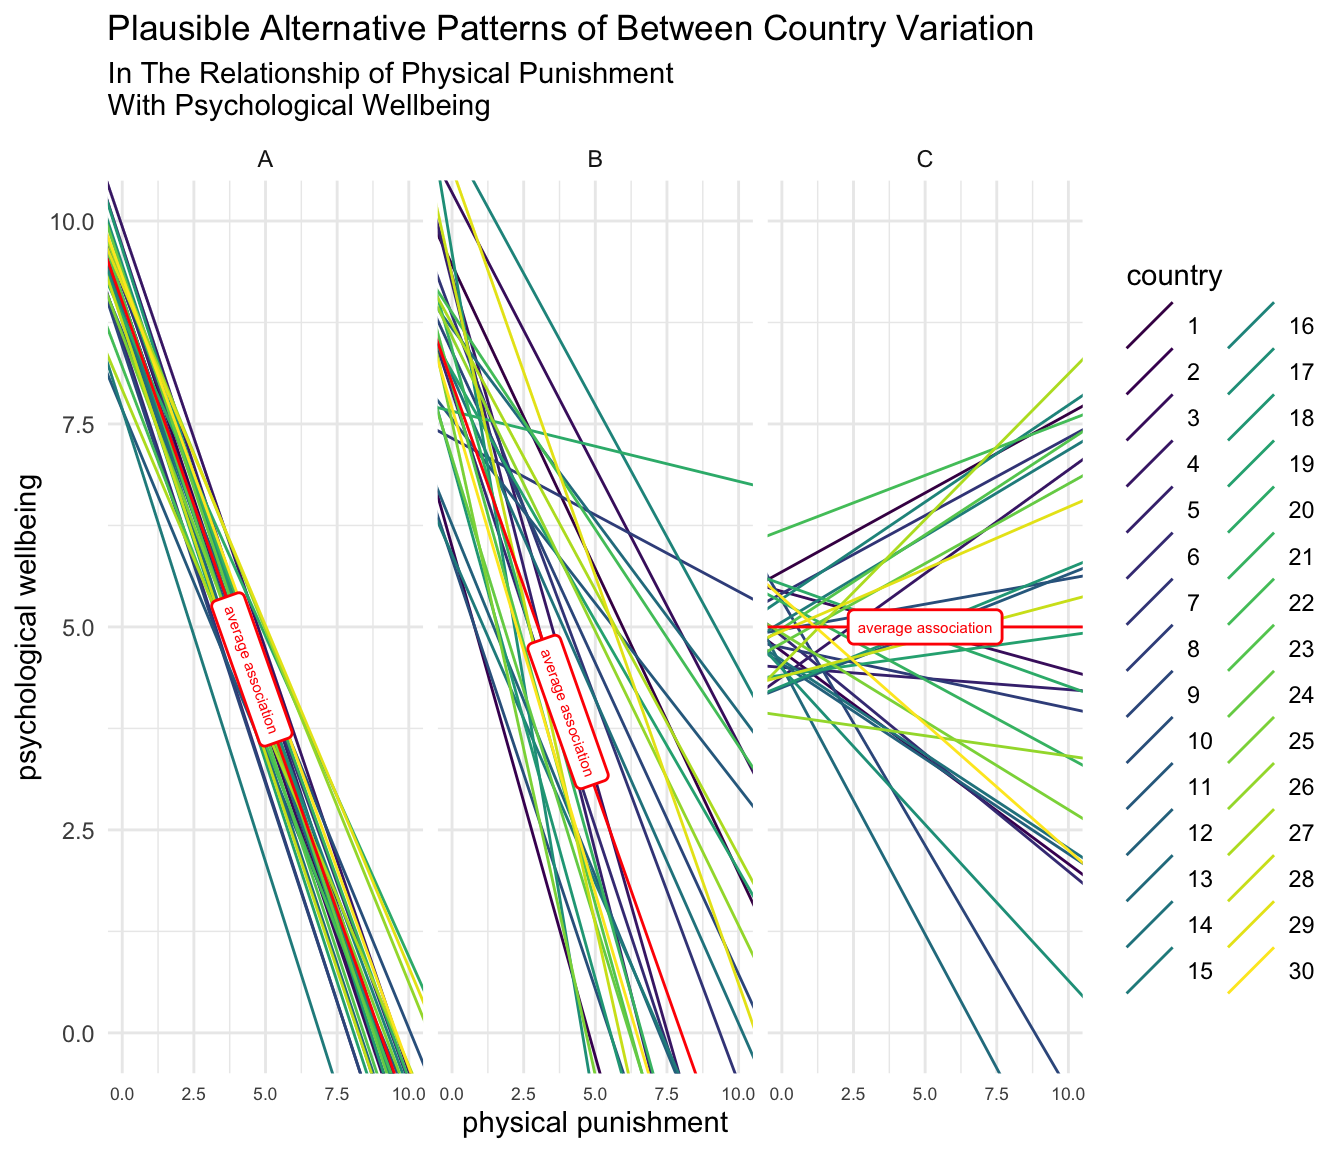 Plausible Alternative Patterns of Between Country Variation
In The Relationship of Physical Punishment
With Psychological Wellbeing
A
B
C
psychological wellbeing
10.0
7.5
5.0
2.5
0.0
average association
average association
average association
0.0 2.5 5.0 7.5 10.0
0.0 2.5 5.0 7.5 10.0
0.0 2.5 5.0 7.5 10.0
physical punishment
country
1
2
3
4
5
6
7
8
9
10
11
12
13
14
15
16
17
18
19
20
21
22
23
24
25
26
27
28
29
30